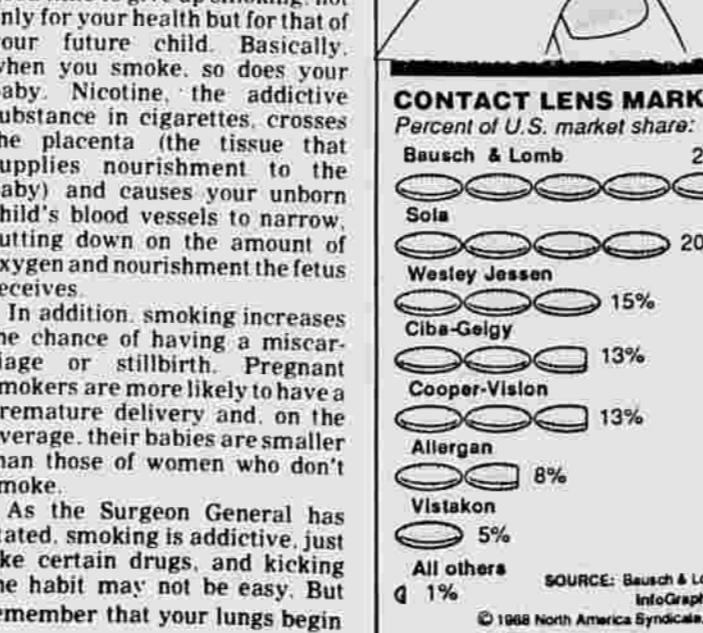 only for your health but for that of
your future child. Basically,
when you smoke, so does your
baby. Nicotine, the addictive
substance in cigarettes, crosses
the placenta (the tissue that
supplies nourishment to the
baby) and causes your unborn
child's blood vessels to narrow,
cutting down on the amount of
oxygen and nourishment the fetus
receives.
In addition, smoking increases
the chance of having a miscar-
riage or stillbirth. Pregnant
smokers are more likely to have a
premature delivery and, on the
average, their babies are smaller
than those of women who don't
smoke.
As the Surgeon General has
stated, smoking is addictive, just
like certain drugs, and kicking
the habit may not be easy. But
remember that your lungs begin
CONTACT LENS MARK
Percent of U.S. market share:
Bausch & Lomb 2
Sola
20
Wesley Jessen
15%
Ciba-Geigy
13%
Cooper-Vision
13%
Allergan
8%
Vistakon
5%
All others
1%
SOURCE: Bausch & Lo
InfoGraph
© 1988 North America Syndicate,